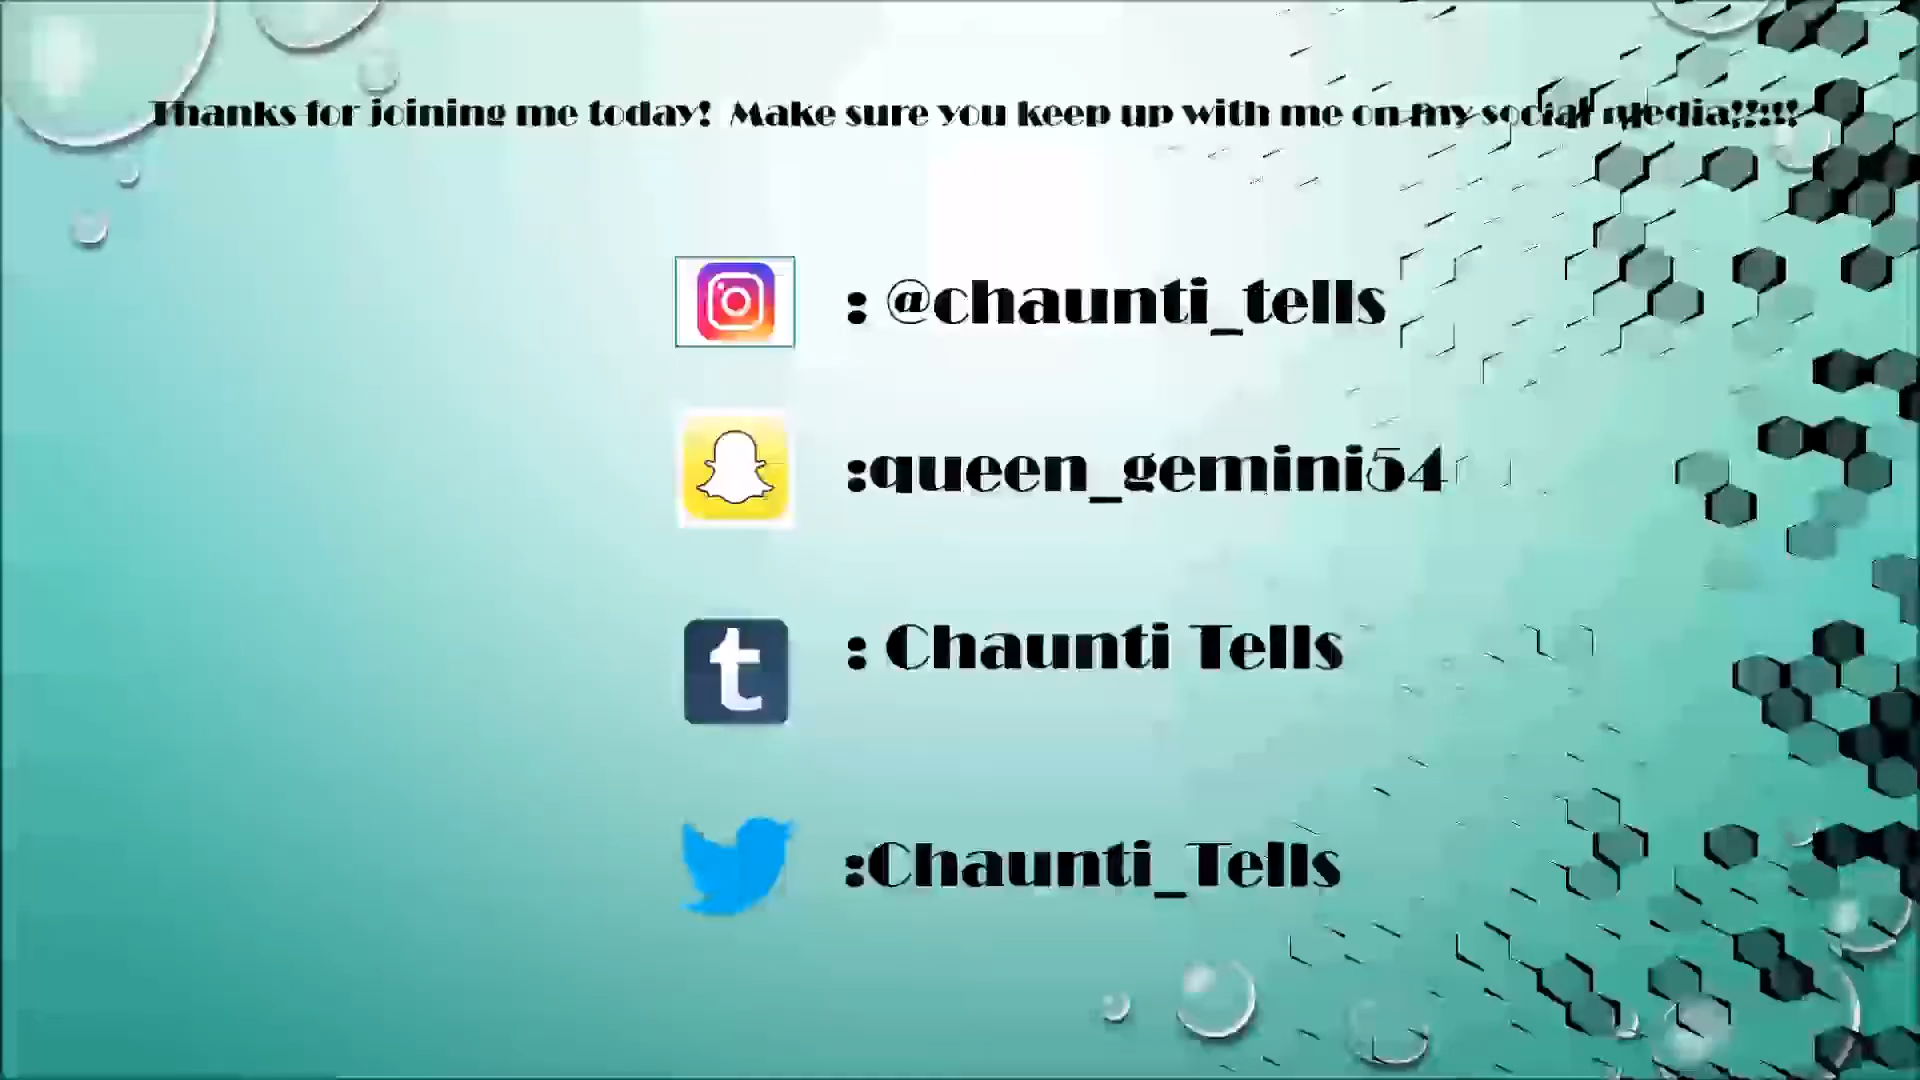 Thanks for joining me today! Make sure you keep up with me on my social media!!!!!
: @chaunti_tells
:queen_gemini54
t
: Chaunti Tells
:Chaunti_Tells